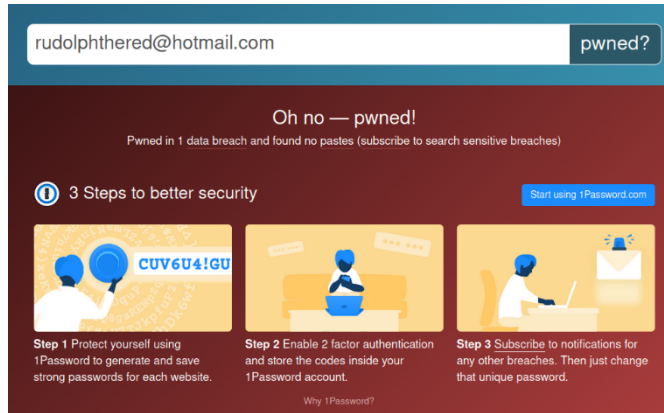 rudolphthered@hotmail.com pwned?
Oh no — pwned!
Pwned in 1 data breach and found no pastes (subscribe to search sensitive breaches)
3 Steps to better security
Start using 1Password.com
CUV6U4!GU
Step 1 Protect yourself using
1Password to generate and save
strong passwords for each website.
Step 2 Enable 2 factor authentication
and store the codes inside your
1Password account.
Step 3 Subscribe to notifications for
any other breaches. Then just change
that unique password.
Why 1Password?